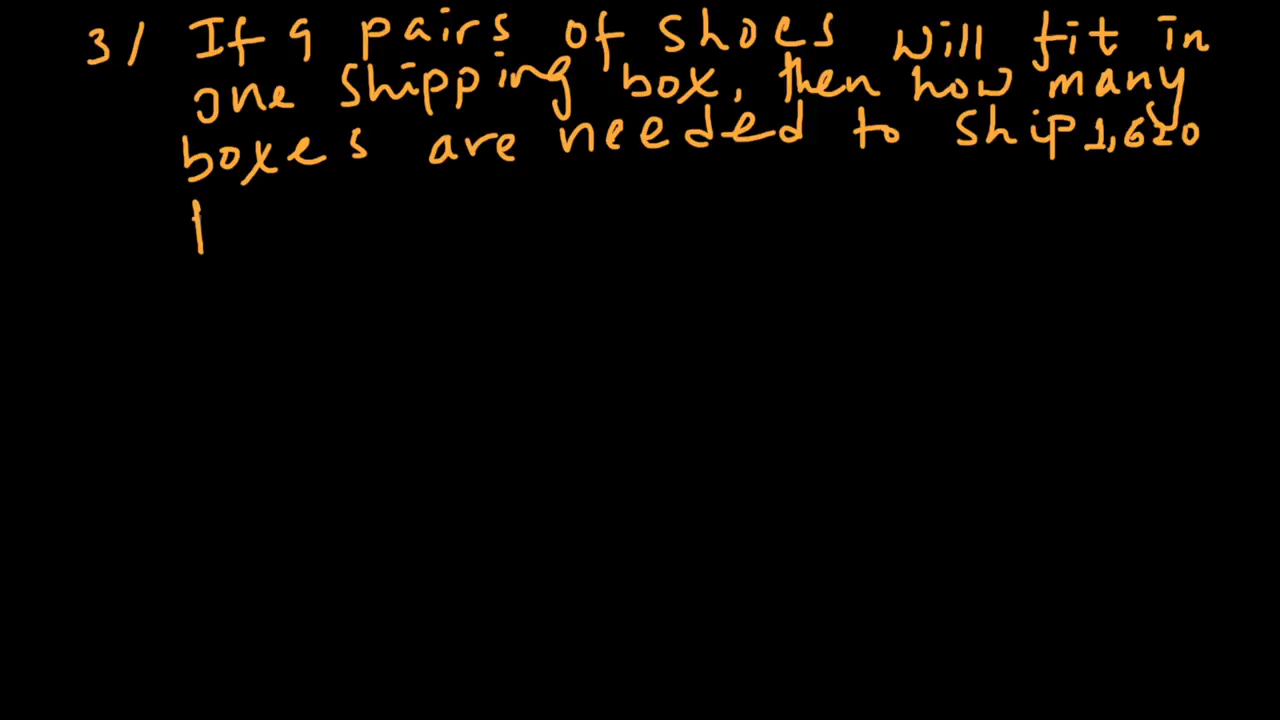 3/ If 9 pairs of shoes will fit in
one shipping box, then how many
boxes are needed to ship 1,620